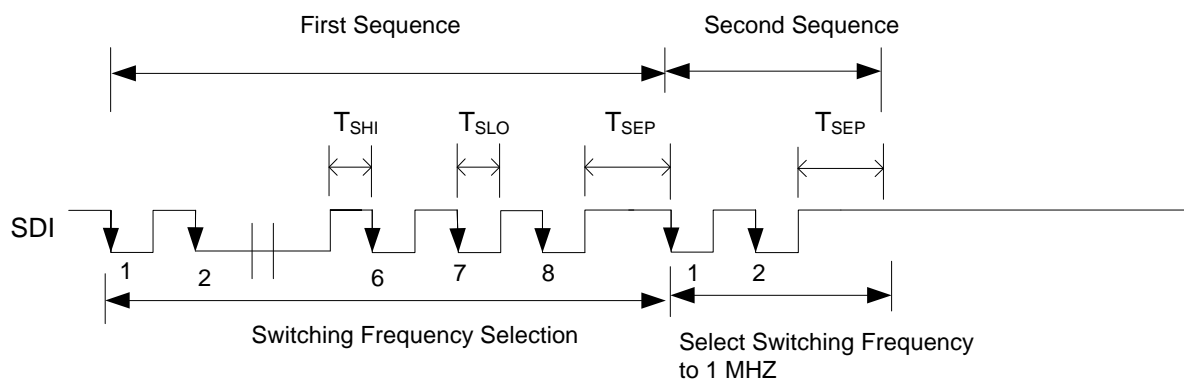 First Sequence
Second Sequence
TSHI
TSLO
TSEP
TSEP
SDI
1
2
6
7
8
1
2
Switching Frequency Selection
Select Switching Frequency
to 1 MHZ